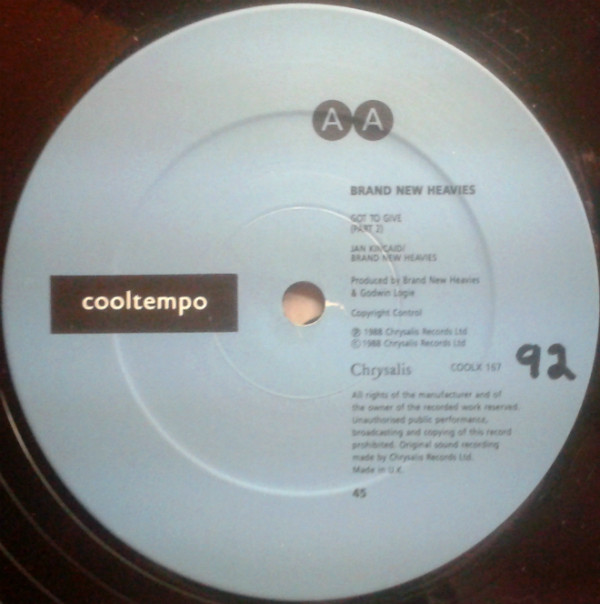 AA
BRAND NEW HEAVIES
GOT TO GIVE
(PART 2)
JAN KINCAID/
BRAND NEW HEAVIES
cooltempo
Produced by Brand New Heavies
& Godwin Logie
Copyright Control
Ⓟ 1988 Chrysalis Records Ltd
© 1988 Chrysalis Records Ltd
Chrysalis COOLX 167
92
All rights of the manufacturer and of
the owner of the recorded work reserved.
Unauthorised public performance,
broadcasting and copying of this record
prohibited. Original sound recording
made by Chrysalis Records Ltd.
Made in U.K.
45